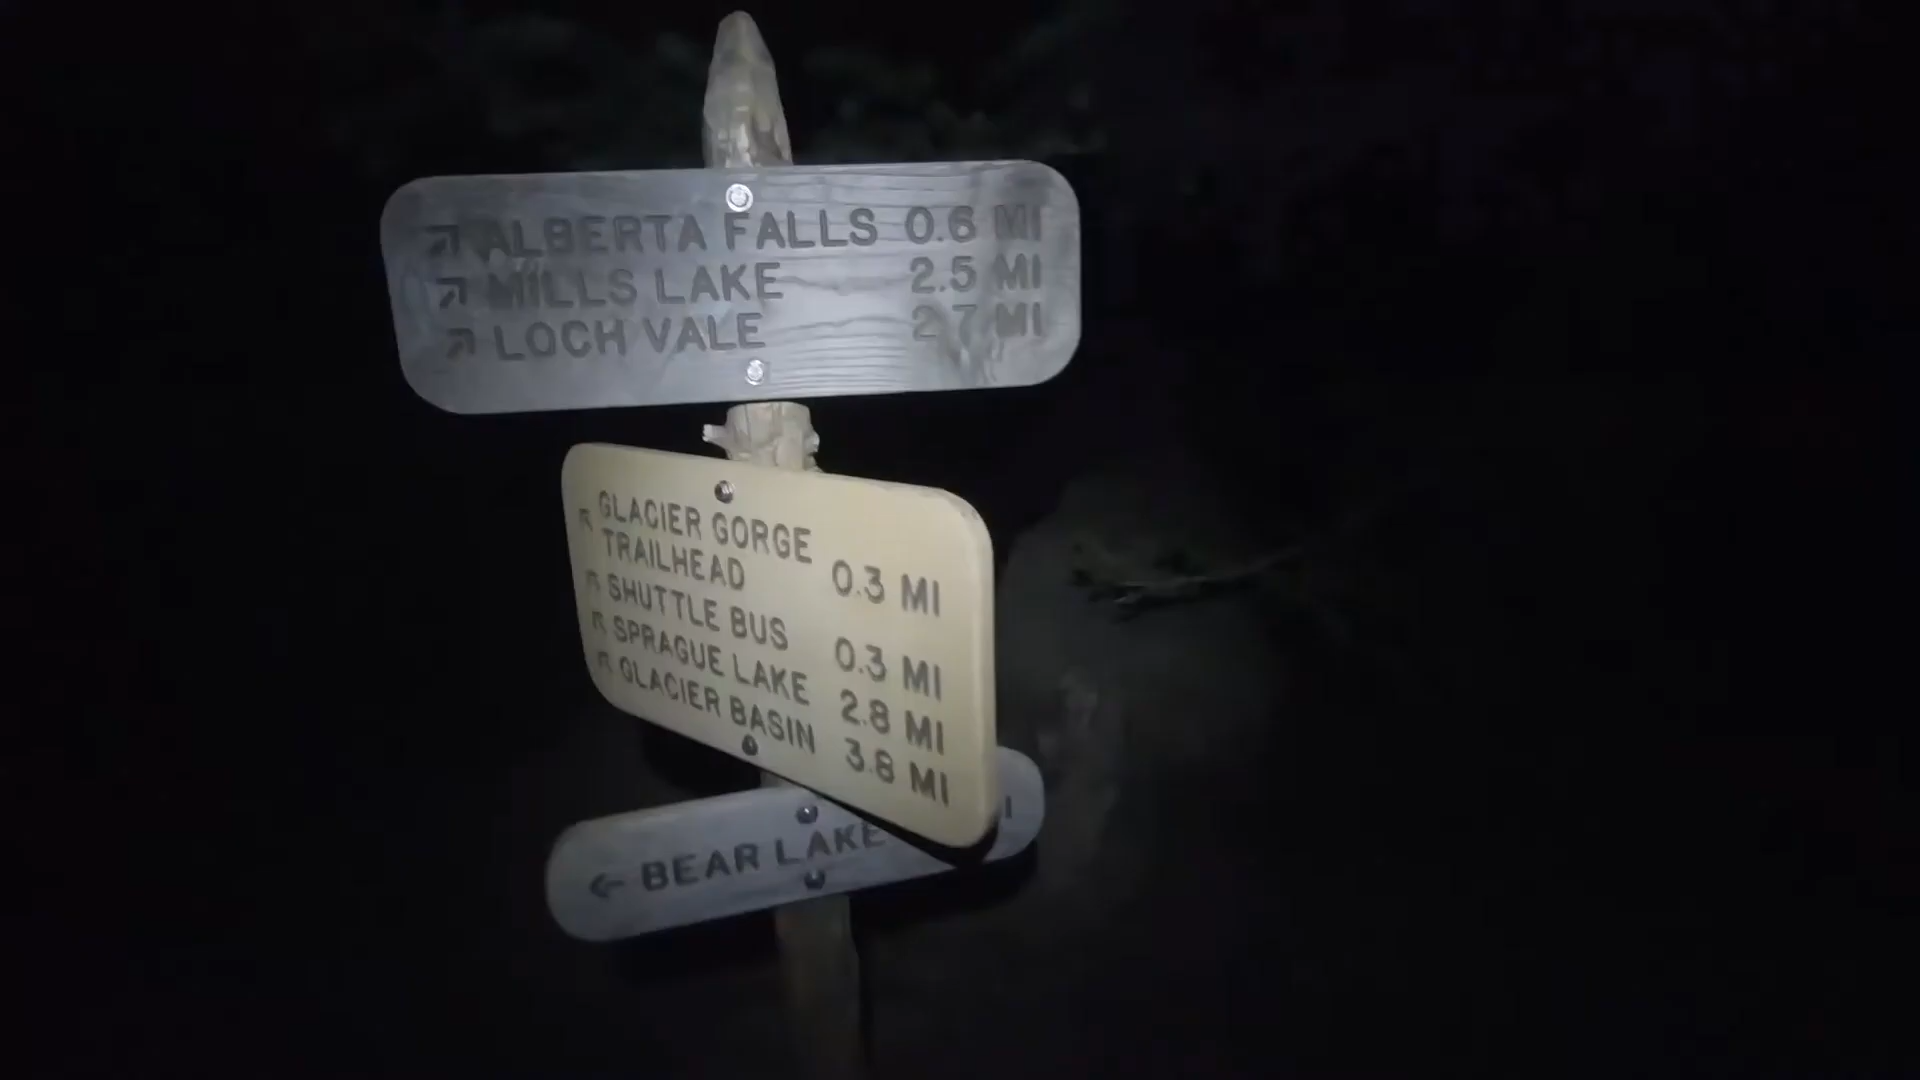 ↗ ALBERTA FALLS 0.6 MI
↗ MILLS LAKE 2.5 MI
↗ LOCH VALE 2.7 MI
↖ GLACIER GORGE
TRAILHEAD 0.3 MI
↖ SHUTTLE BUS 0.3 MI
↖ SPRAGUE LAKE 2.8 MI
↖ GLACIER BASIN 3.8 MI
← BEAR LAKE